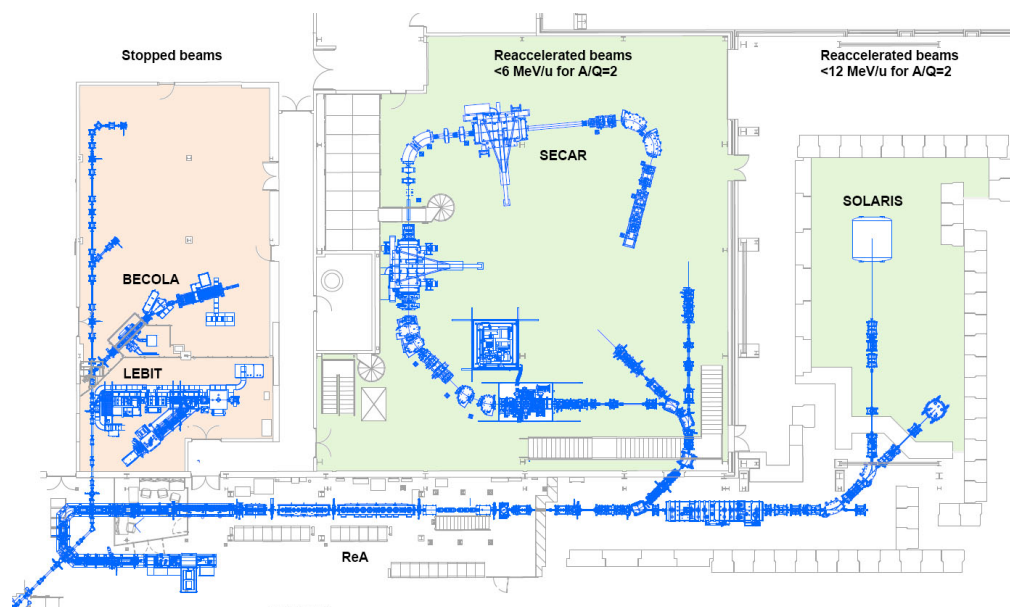 Stopped beams
Reaccelerated beams
<6 MeV/u for A/Q=2
Reaccelerated beams
<12 MeV/u for A/Q=2
SECAR
SOLARIS
BECOLA
LEBIT
ReA